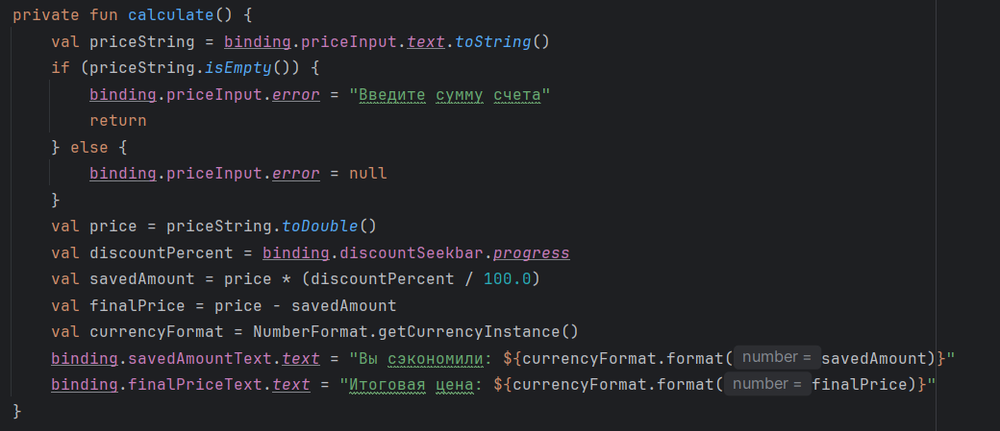 private fun calculate() {
val priceString = binding.priceInput.text.toString()
if (priceString.isEmpty()) {
binding.priceInput.error = "Введите сумму счета"
return
} else {
binding.priceInput.error = null
}
val price = priceString.toDouble()
val discountPercent = binding.discountSeekbar.progress
val savedAmount = price * (discountPercent / 100.0)
val finalPrice = price - savedAmount
val currencyFormat = NumberFormat.getCurrencyInstance()
binding.savedAmountText.text = "Вы сэкономили: ${currencyFormat.format( number = savedAmount)}"
binding.finalPriceText.text = "Итоговая цена: ${currencyFormat.format( number = finalPrice)}"
}